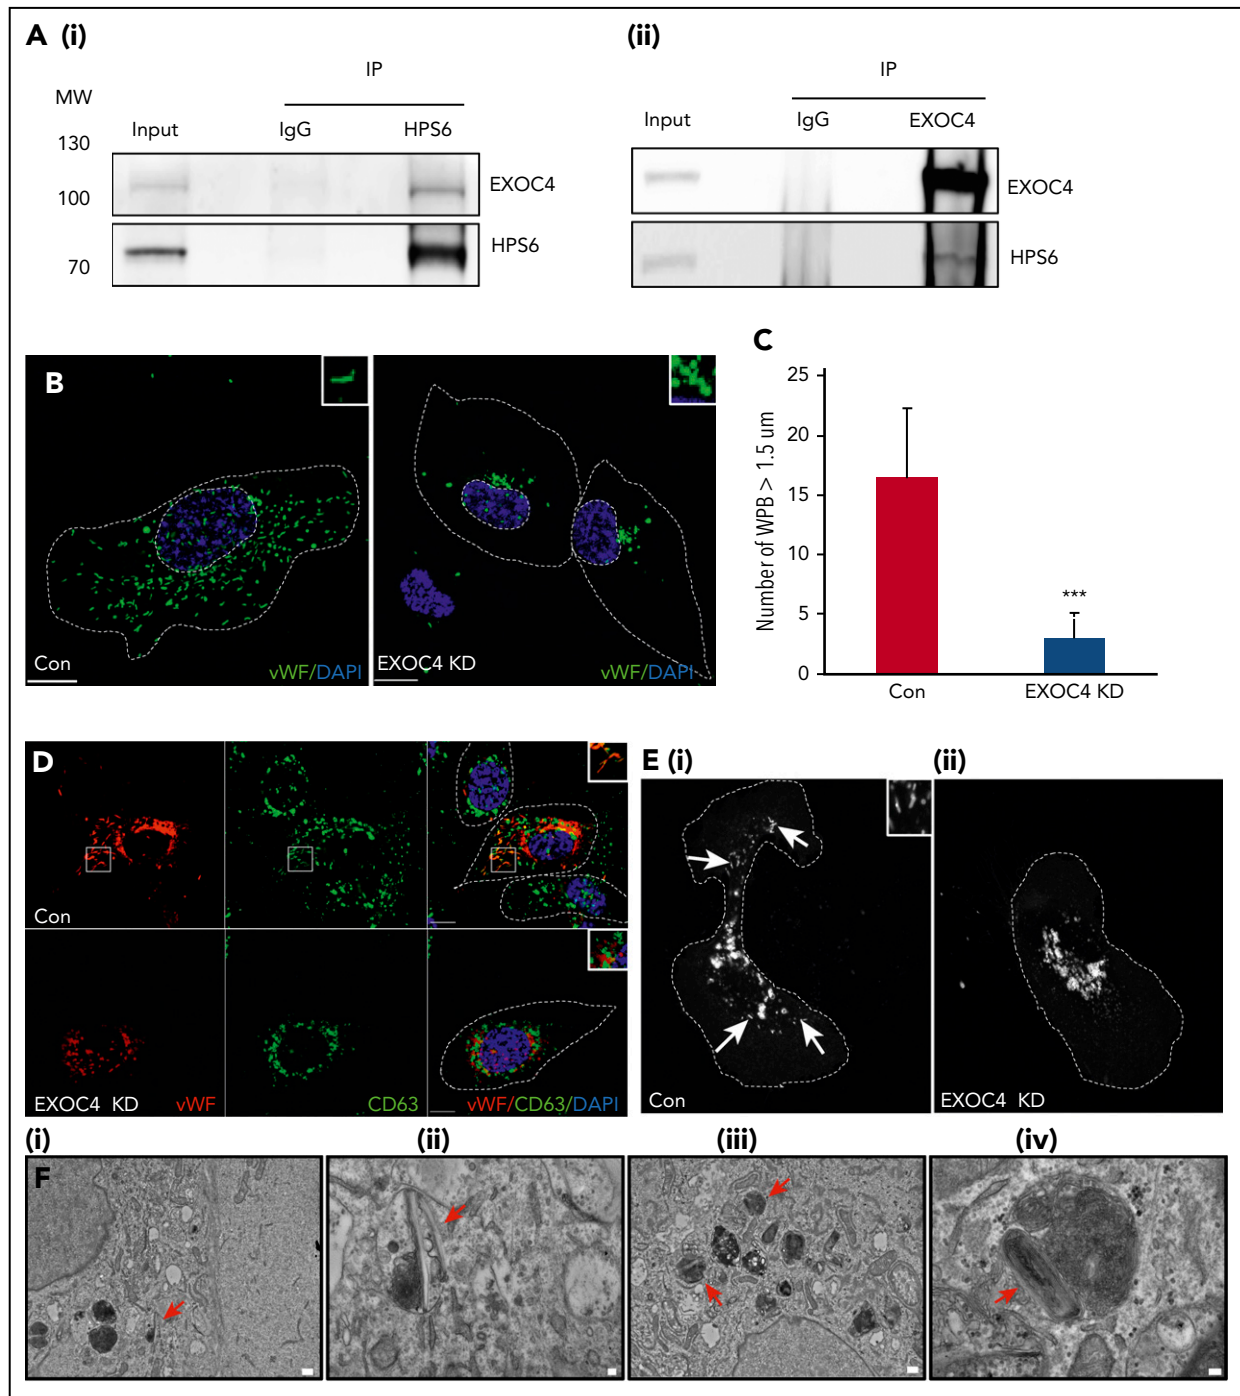 A (i)
(ii)
IP
IP
MW
Input
IgG
HPS6
Input
IgG
EXOC4
130
100
70
EXOC4
HPS6
EXOC4
HPS6
B
Con
vWF/DAPI
EXOC4 KD
vWF/DAPI
C
Number of WPB > 1.5 um
25
20
15
10
5
0
***
Con
EXOC4 KD
D
Con
EXOC4 KD
vWF
CD63
vWF/CD63/DAPI
E (i)
(ii)
Con
EXOC4 KD
(i)
(ii)
(iii)
(iv)
F